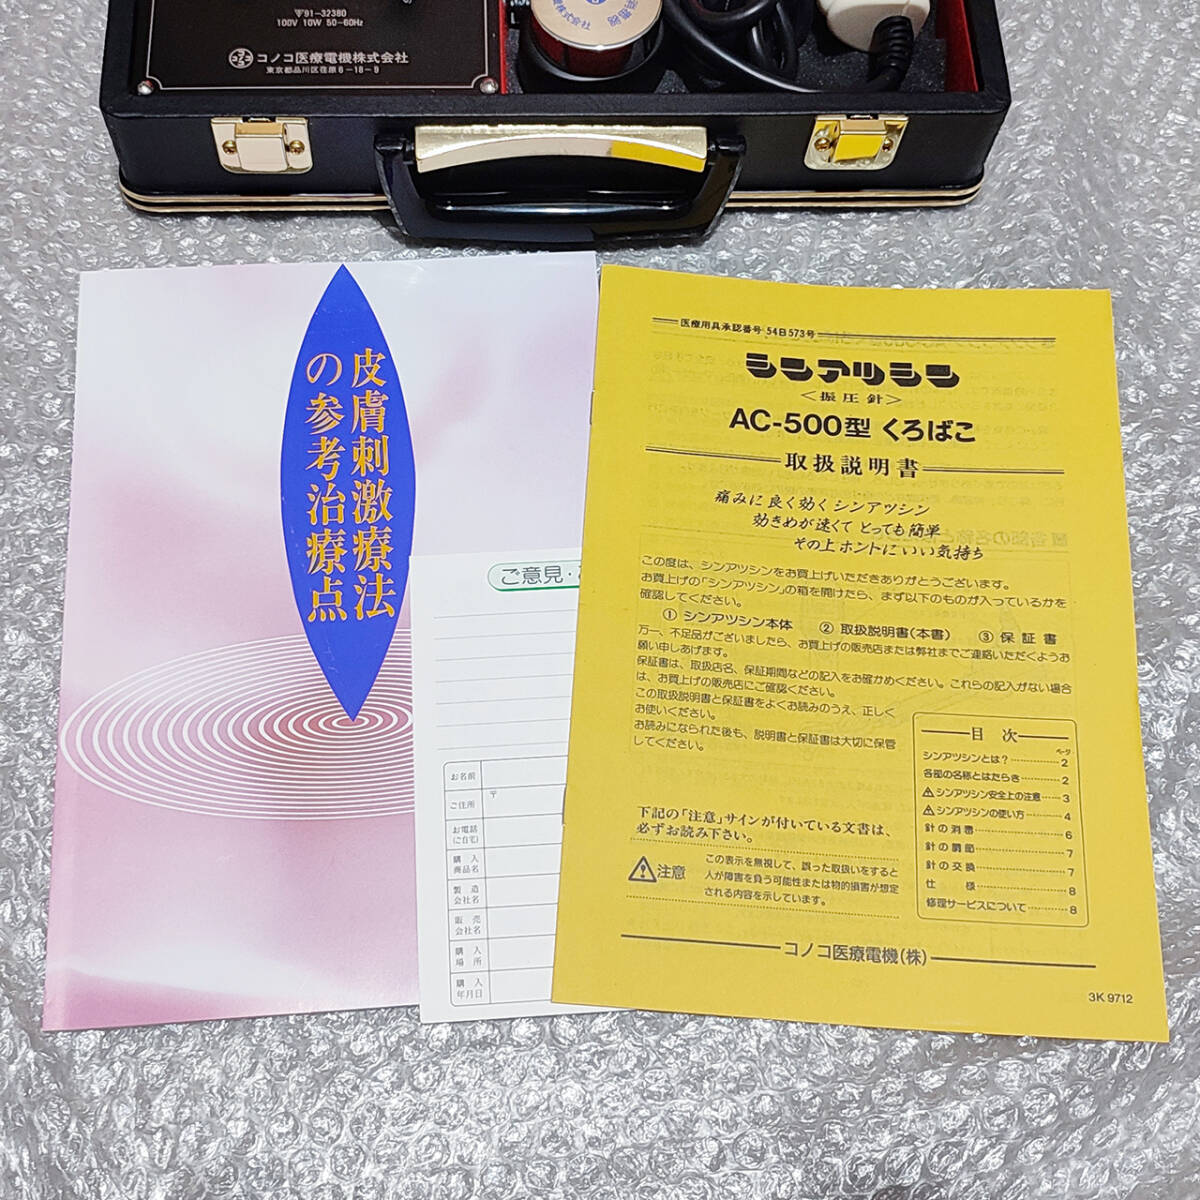 〒91-32380
100V 10W 50-60Hz
コノコ医療電機株式会社
東京都品川区荏原6-18-9
皮膚刺激療法
の参考治療点
ご意見・
お名前
ご住所
〒
お電話
(ご自宅)
購入
商品名
製造
会社名
販売
会社名
購入
場所
購入
年月日
医療用具承認番号 54B573号
シンアツシン
<振圧針>
AC-500型 くろばこ
取扱説明書
痛みに良く効くシンアツシン
効きめが速くてとっても簡単
その上ホントにいい気持ち
この度は、シンアツシンをお買上げいただきありがとうございます。
お買上げの「シンアツシン」の箱を開けたら、まず以下のものが入っているかを
確認してください。
① シンアツシン本体 ② 取扱説明書(本書) ③ 保証書
万一、不足品がございましたら、お買上げの販売店または弊社までご連絡いただくようお
願い申しあげます。
保証書は、取扱店名、保証期間などの記入をお確かめください。これらの記入がない場合
は、お買上げの販売店にご確認ください。
この取扱説明書と保証書をよくお読みのうえ、正しく
お使いください。
お読みになられた後も、説明書と保証書は大切に保管
してください。
目次
ページ
シンアツシンとは?……2
各部の名称とはたらき……2
⚠シンアツシン安全上の注意……3
⚠シンアツシンの使い方……4
針の消毒……6
針の調節……7
針の交換……7
仕様……8
修理サービスについて……8
下記の「注意」サインが付いている文書は、
必ずお読み下さい。
⚠注意
この表示を無視して、誤った取扱いをすると
人が障害を負う可能性または物的損害が想定
される内容を示しています。
コノコ医療電機(株)
3K 9712